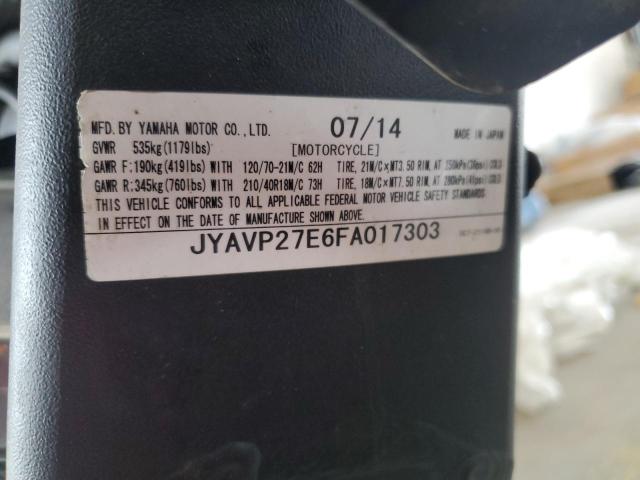 MFD. BY YAMAHA MOTOR CO., LTD. 07/14 MADE IN JAPAN
GVWR 535kg(1179lbs) [MOTORCYCLE]
GAWR F:190kg(419lbs)WITH 120/70-21M/C 62H TIRE, 21M/C×MT3.50 RIM, AT 250kPa(36psi)COLD
GAWR R:345kg(760lbs)WITH 210/40R18M/C 73H TIRE, 18M/C×MT7.50 RIM, AT 280kPa(41psi)COLD
THIS VEHICLE CONFORMS TO ALL APPLICABLE FEDERAL MOTOR VEHICLE SAFETY STANDARDS
IN EFFECT ON THE DATE OF MANUFACTURE SHOWN ABOVE.
JYAVP27E6FA017303